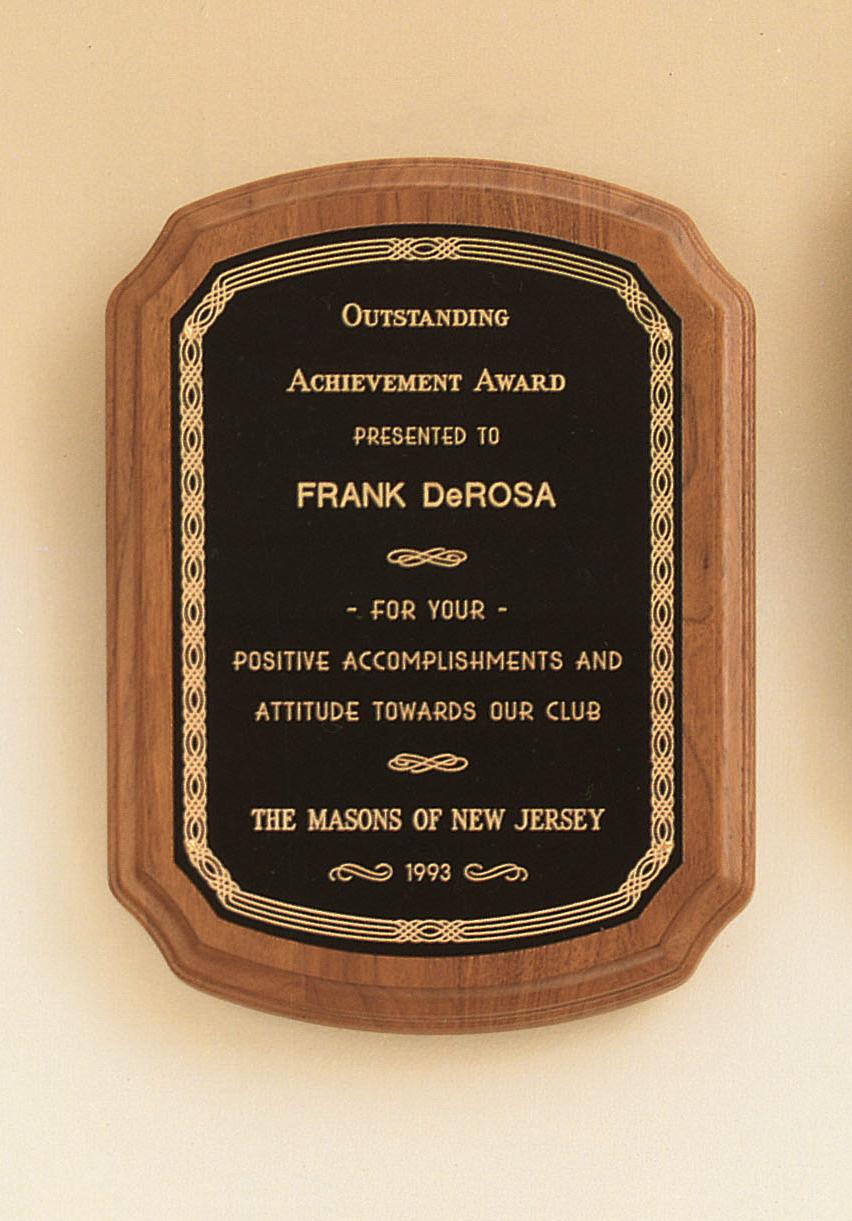 OUTSTANDING
ACHIEVEMENT AWARD
PRESENTED TO
FRANK DeROSA
- FOR YOUR -
POSITIVE ACCOMPLISHMENTS AND
ATTITUDE TOWARDS OUR CLUB
THE MASONS OF NEW JERSEY
1993